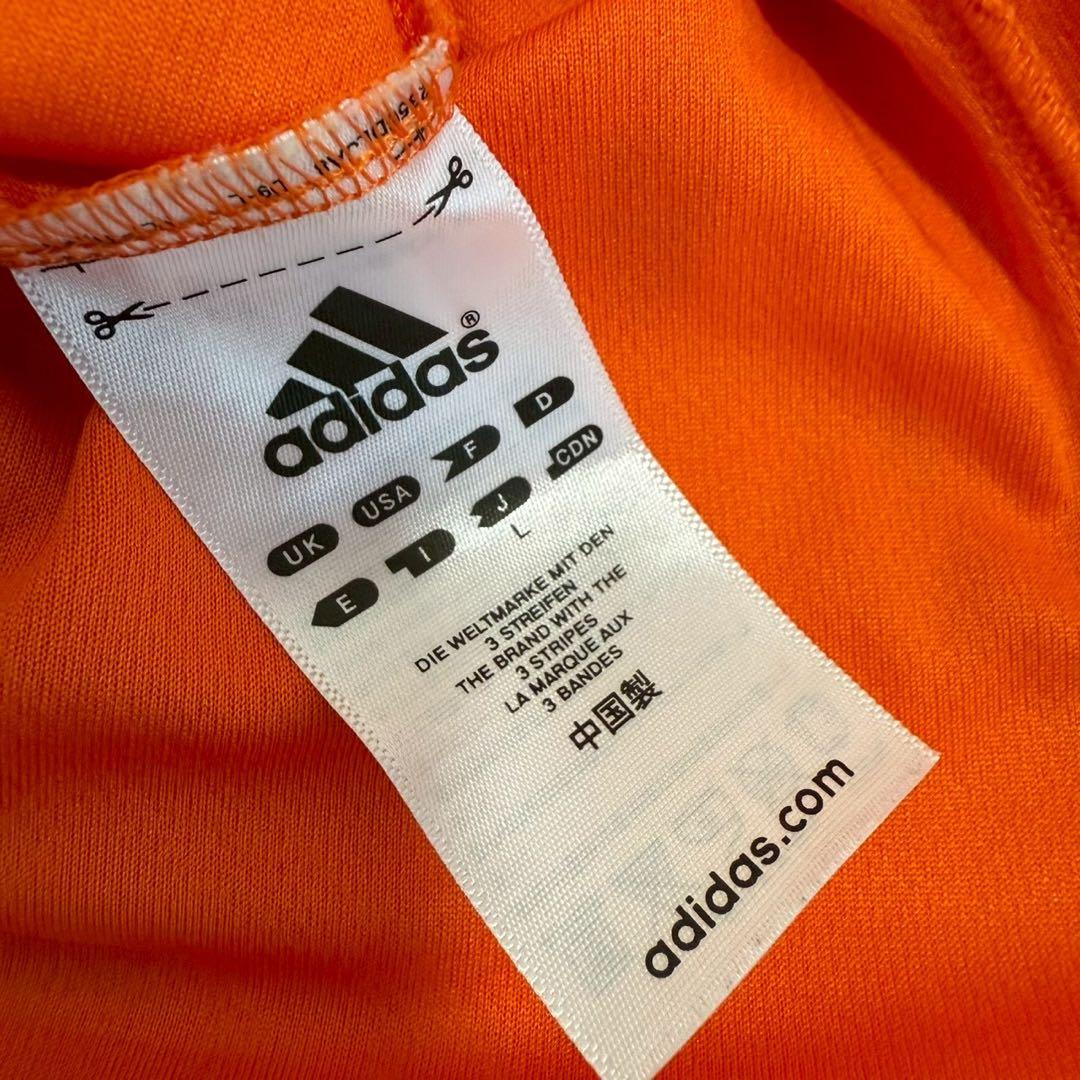 adidas®
UK USA F D
E I J CDN
L
DIE WELTMARKE MIT DEN
3 STREIFEN
THE BRAND WITH THE
3 STRIPES
LA MARQUE AUX
3 BANDES
中国製
adidas.com